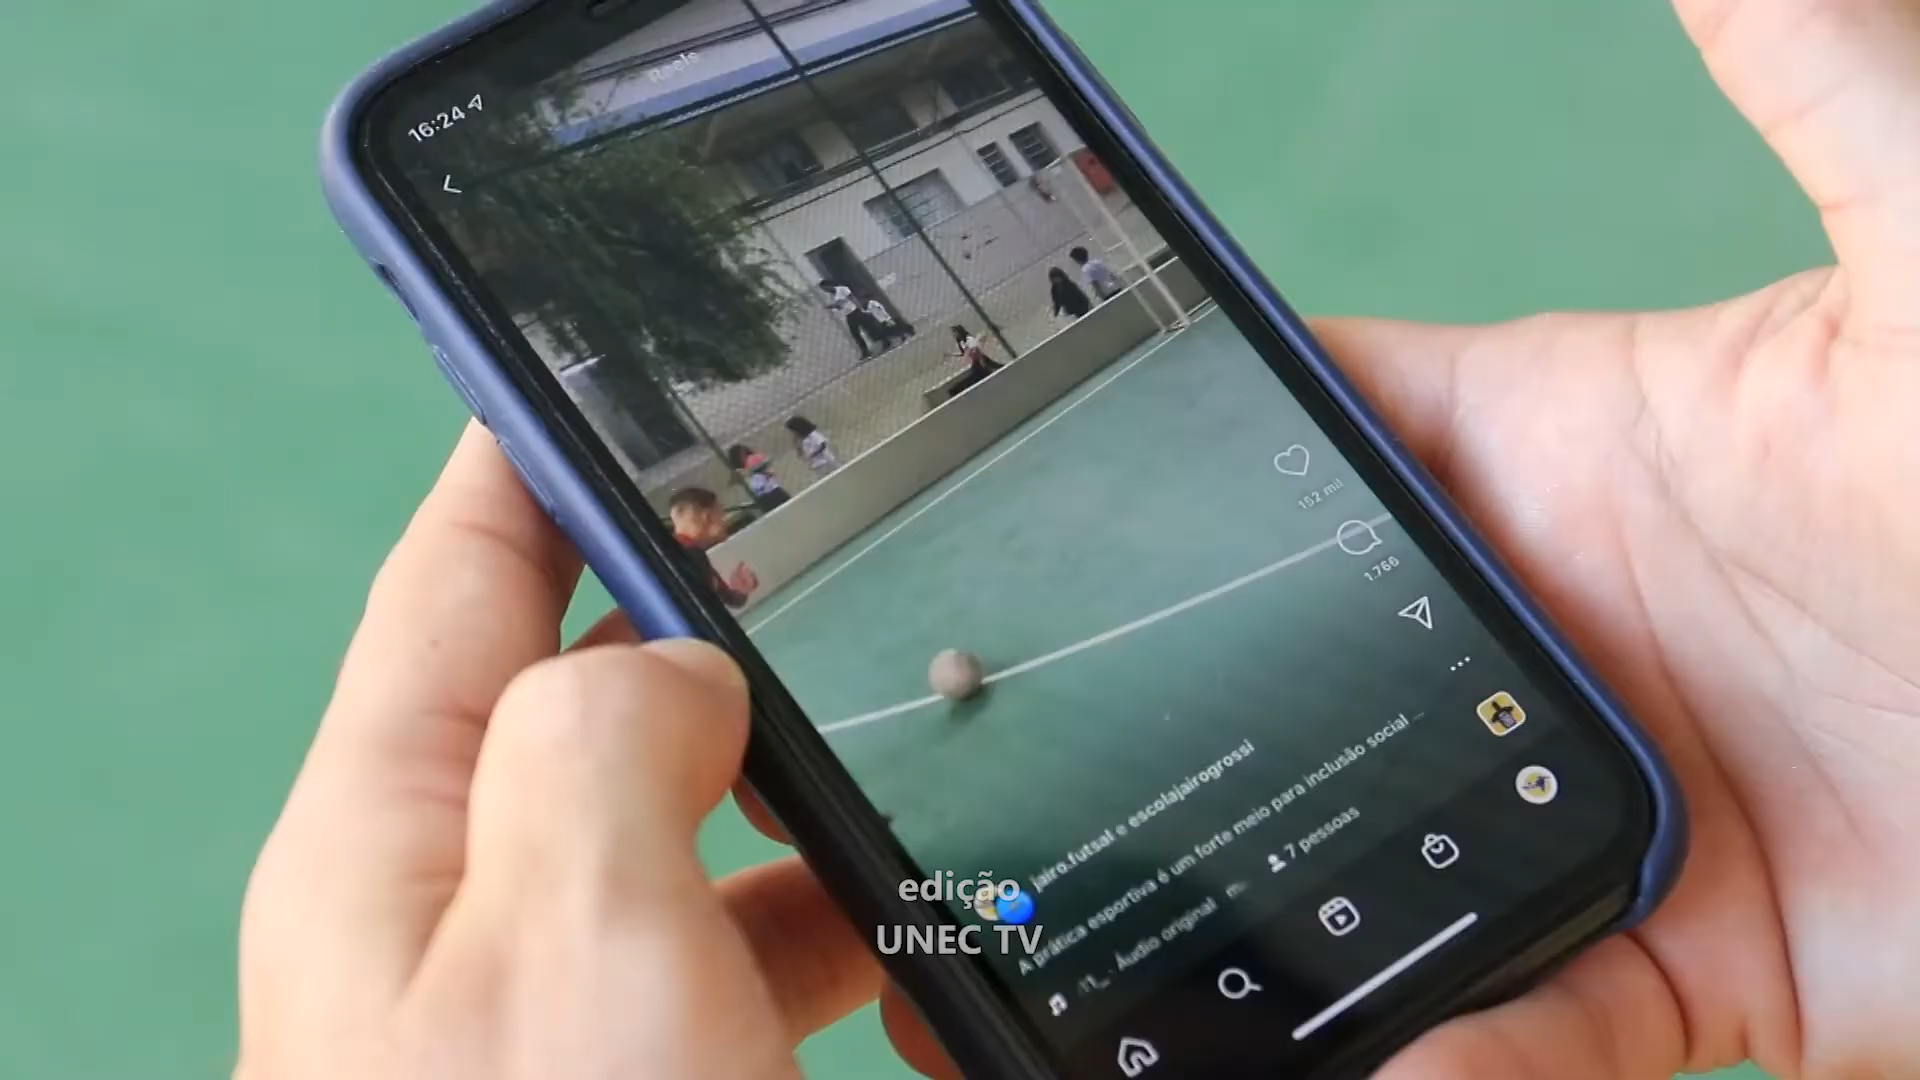 16:24
Reels
152 mil
1.766
jairo.futsal e escolajairogrossi
A prática esportiva é um forte meio para inclusão social ...
Áudio original
7 pessoas
edição
UNEC TV